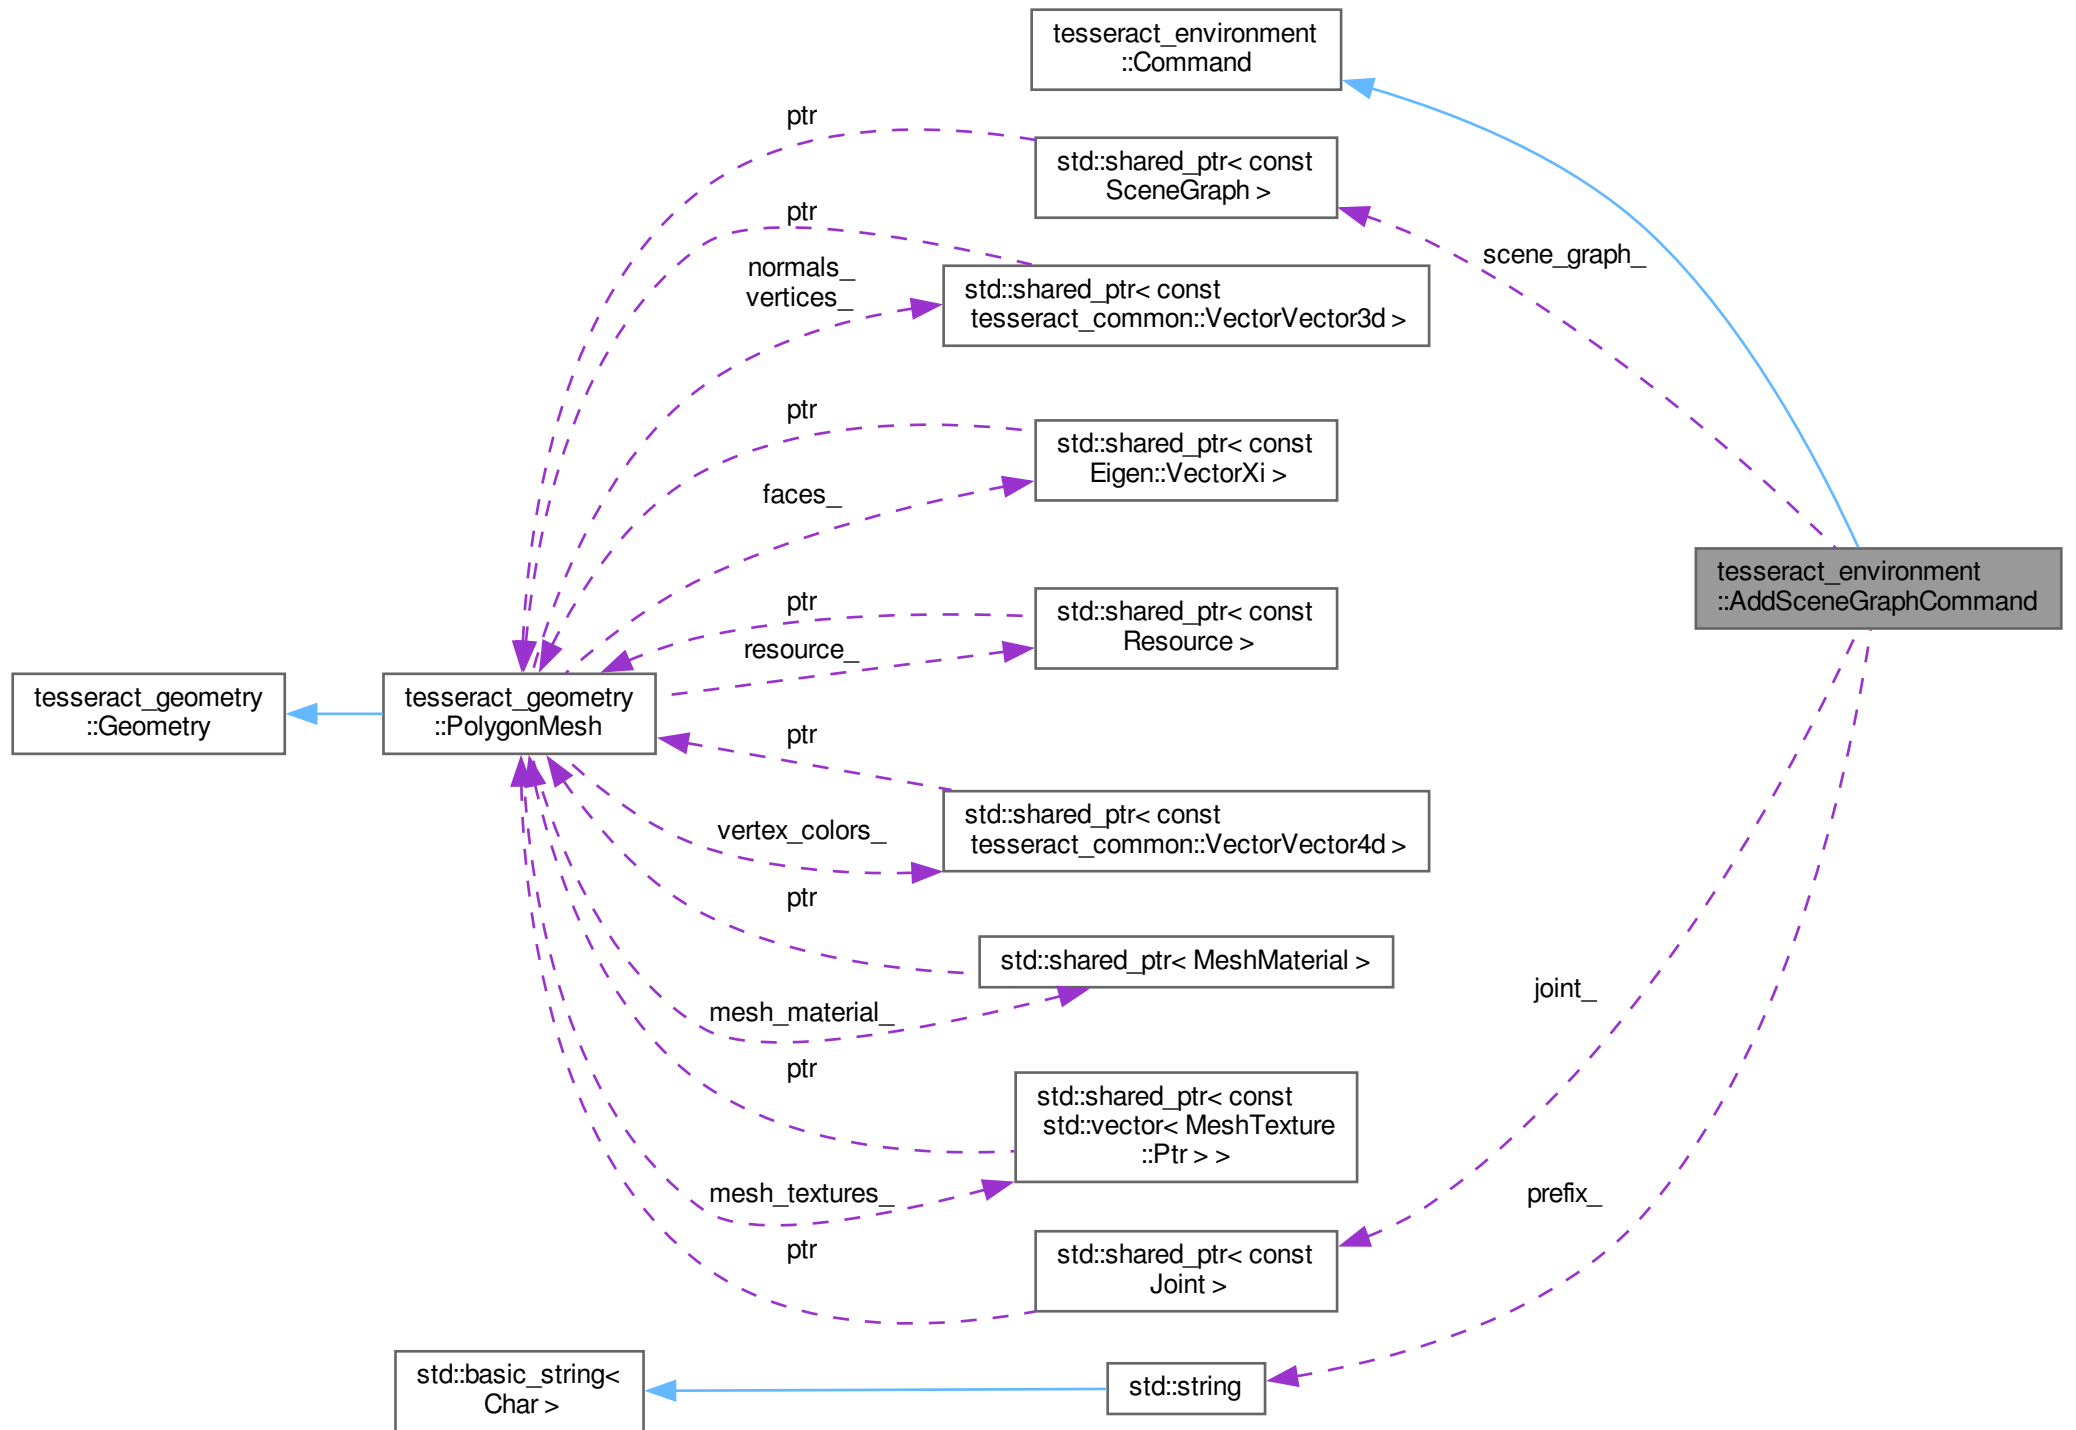 tesseract_environment
::Command
ptr
std::shared_ptr< const
SceneGraph >
ptr
scene_graph_
normals_
vertices_
std::shared_ptr< const
tesseract_common::VectorVector3d >
ptr
std::shared_ptr< const
Eigen::VectorXi >
faces_
tesseract_environment
::AddSceneGraphCommand
ptr
std::shared_ptr< const
Resource >
resource_
tesseract_geometry
::Geometry
tesseract_geometry
::PolygonMesh
ptr
std::shared_ptr< const
tesseract_common::VectorVector4d >
vertex_colors_
ptr
std::shared_ptr< MeshMaterial >
joint_
mesh_material_
ptr
std::shared_ptr< const
std::vector< MeshTexture
::Ptr > >
mesh_textures_
prefix_
ptr
std::shared_ptr< const
Joint >
std::basic_string<
Char >
std::string